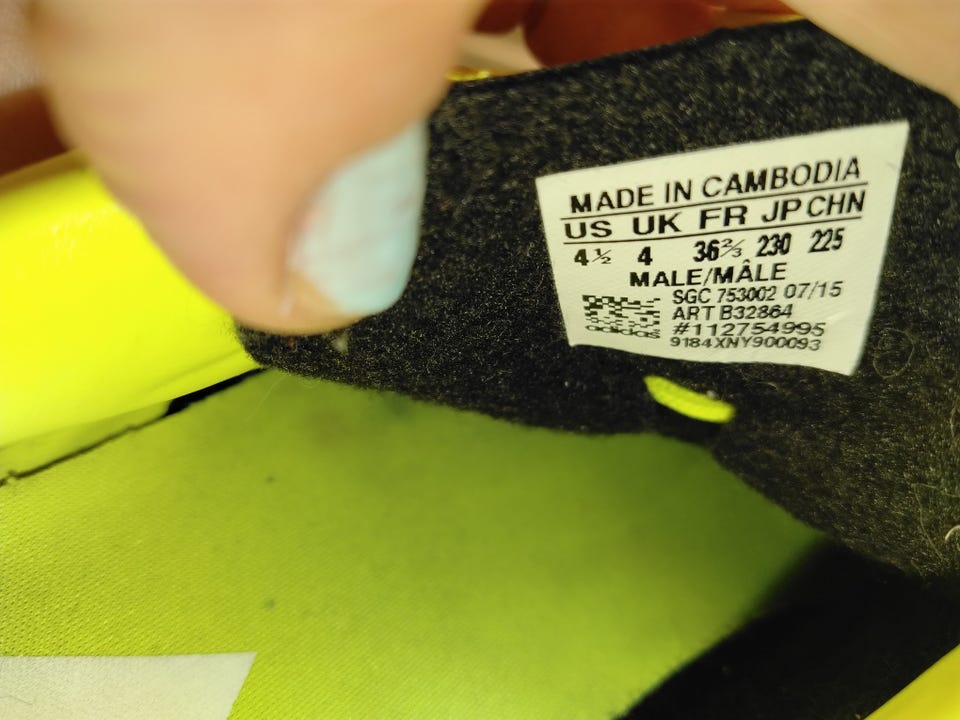 MADE IN CAMBODIA
US UK FR JP CHN
4½ 4 36⅔ 230 225
MALE/MÂLE
SGC 753002 07/15
ART B32864
#112754995
adidas
9184XNY900093